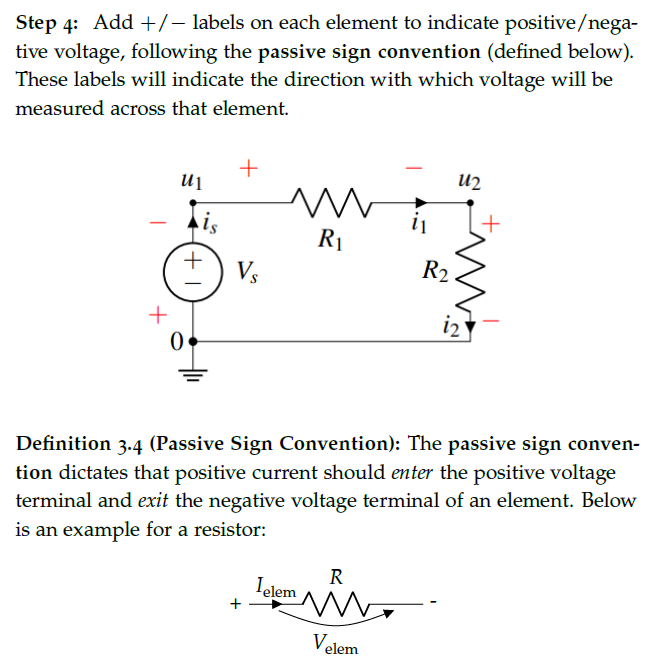 Step 4: Add +/− labels on each element to indicate positive/nega-
tive voltage, following the passive sign convention (defined below).
These labels will indicate the direction with which voltage will be
measured across that element.
+ −
u₁ u₂
− iₛ R₁ i₁ +
+
−
Vₛ R₂
+ i₂ −
0
Definition 3.4 (Passive Sign Convention): The passive sign conven-
tion dictates that positive current should enter the positive voltage
terminal and exit the negative voltage terminal of an element. Below
is an example for a resistor:
R
+ Ielem -
Velem